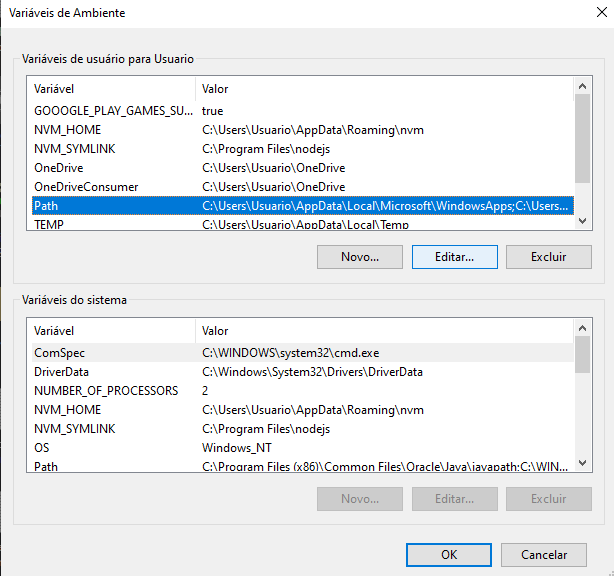 Variáveis de Ambiente
Variáveis de usuário para Usuario
Variável Valor
GOOOGLE_PLAY_GAMES_SU... true
NVM_HOME C:\Users\Usuario\AppData\Roaming\nvm
NVM_SYMLINK C:\Program Files\nodejs
OneDrive C:\Users\Usuario\OneDrive
OneDriveConsumer C:\Users\Usuario\OneDrive
Path C:\Users\Usuario\AppData\Local\Microsoft\WindowsApps;C:\Users...
TEMP C:\Users\Usuario\AppData\Local\Temp
Novo... Editar... Excluir
Variáveis do sistema
Variável Valor
ComSpec C:\WINDOWS\system32\cmd.exe
DriverData C:\Windows\System32\Drivers\DriverData
NUMBER_OF_PROCESSORS 2
NVM_HOME C:\Users\Usuario\AppData\Roaming\nvm
NVM_SYMLINK C:\Program Files\nodejs
OS Windows_NT
Path C:\Program Files (x86)\Common Files\Oracle\Java\javapath;C:\WIN...
Novo... Editar... Excluir
OK Cancelar